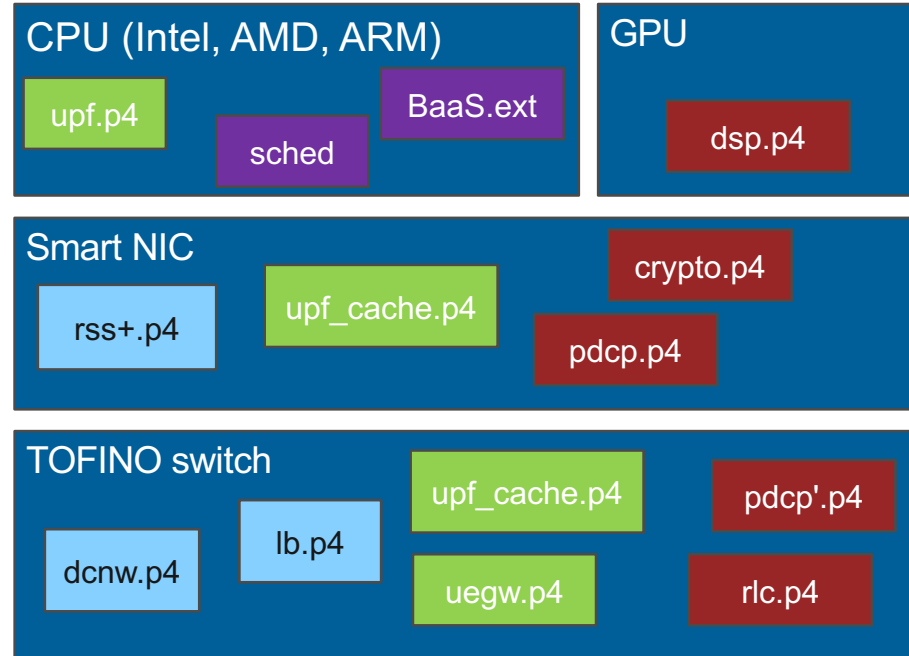 CPU (Intel, AMD, ARM)
upf.p4
sched
BaaS.ext
GPU
dsp.p4
Smart NIC
rss+.p4
upf_cache.p4
crypto.p4
pdcp.p4
TOFINO switch
dcnw.p4
lb.p4
upf_cache.p4
uegw.p4
pdcp'.p4
rlc.p4